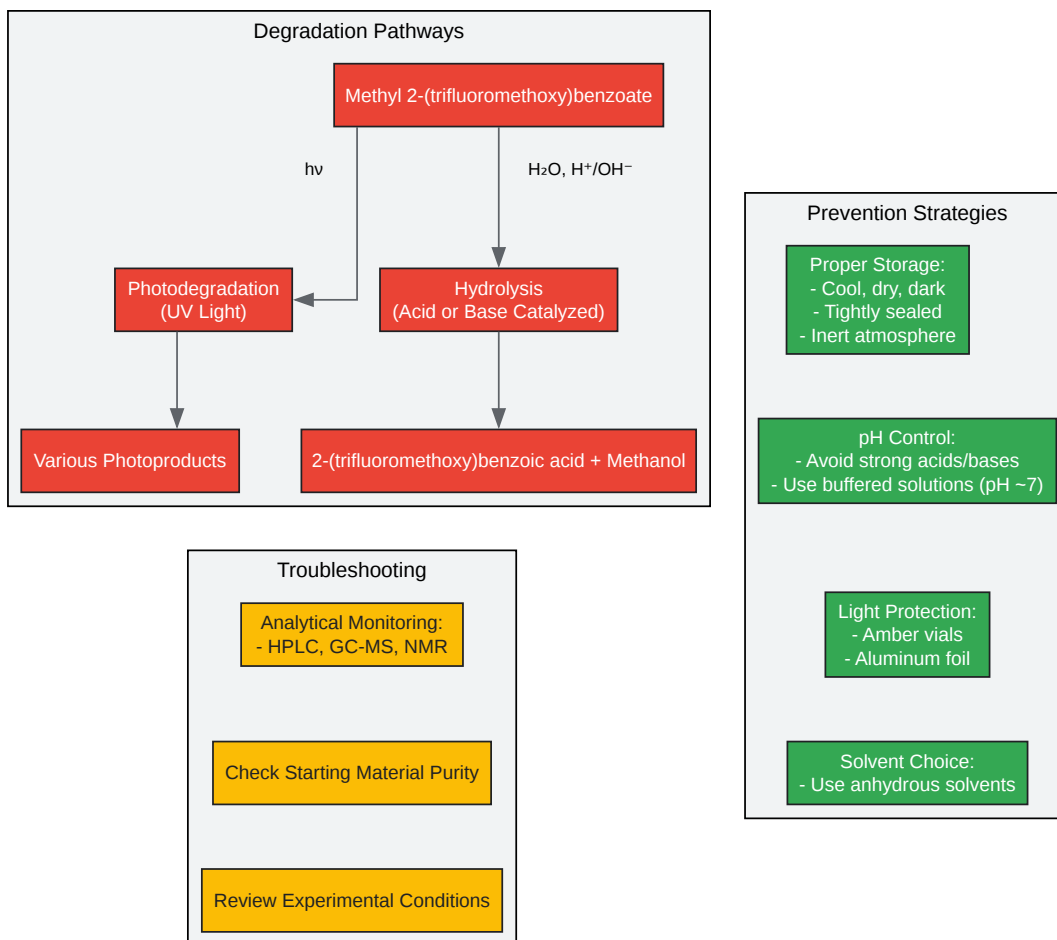 Degradation Pathways
Methyl 2-(trifluoromethoxy)benzoate
hν
H₂O, H⁺/OH⁻
Photodegradation
(UV Light)
Hydrolysis
(Acid or Base Catalyzed)
Various Photoproducts
2-(trifluoromethoxy)benzoic acid + Methanol
Prevention Strategies
Proper Storage:
- Cool, dry, dark
- Tightly sealed
- Inert atmosphere
pH Control:
- Avoid strong acids/bases
- Use buffered solutions (pH ~7)
Light Protection:
- Amber vials
- Aluminum foil
Solvent Choice:
- Use anhydrous solvents
Troubleshooting
Analytical Monitoring:
- HPLC, GC-MS, NMR
Check Starting Material Purity
Review Experimental Conditions